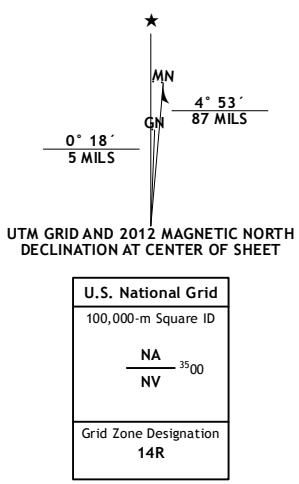 ★
MN
4° 53´
87 MILS
GN
0° 18´
5 MILS
UTM GRID AND 2012 MAGNETIC NORTH
DECLINATION AT CENTER OF SHEET
U.S. National Grid
100,000-m Square ID
NA
3500
NV
Grid Zone Designation
14R